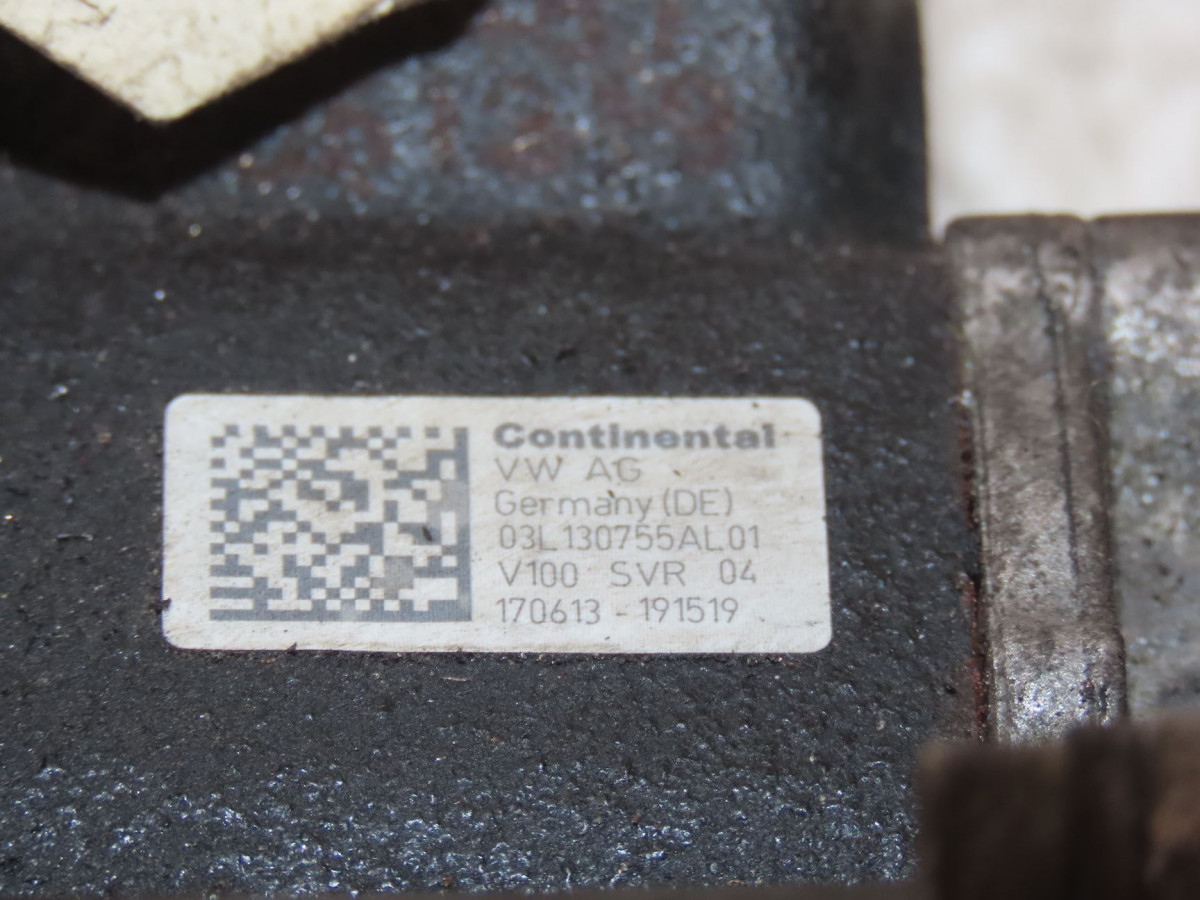 Continental
VW AG
Germany (DE)
03L130755AL01
V100 SVR 04
170613 - 191519